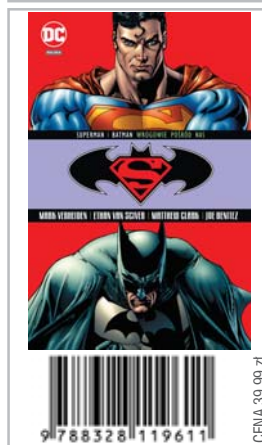 DC
SUPERMAN | BATMAN WROGOWIE POŚRÓD NAS
MARK VERHEIDEN | ETHAN VAN SCIVER | MATTHEW CLARK | JOE BENITEZ
9 788328 119611
CENA 39,99 zł